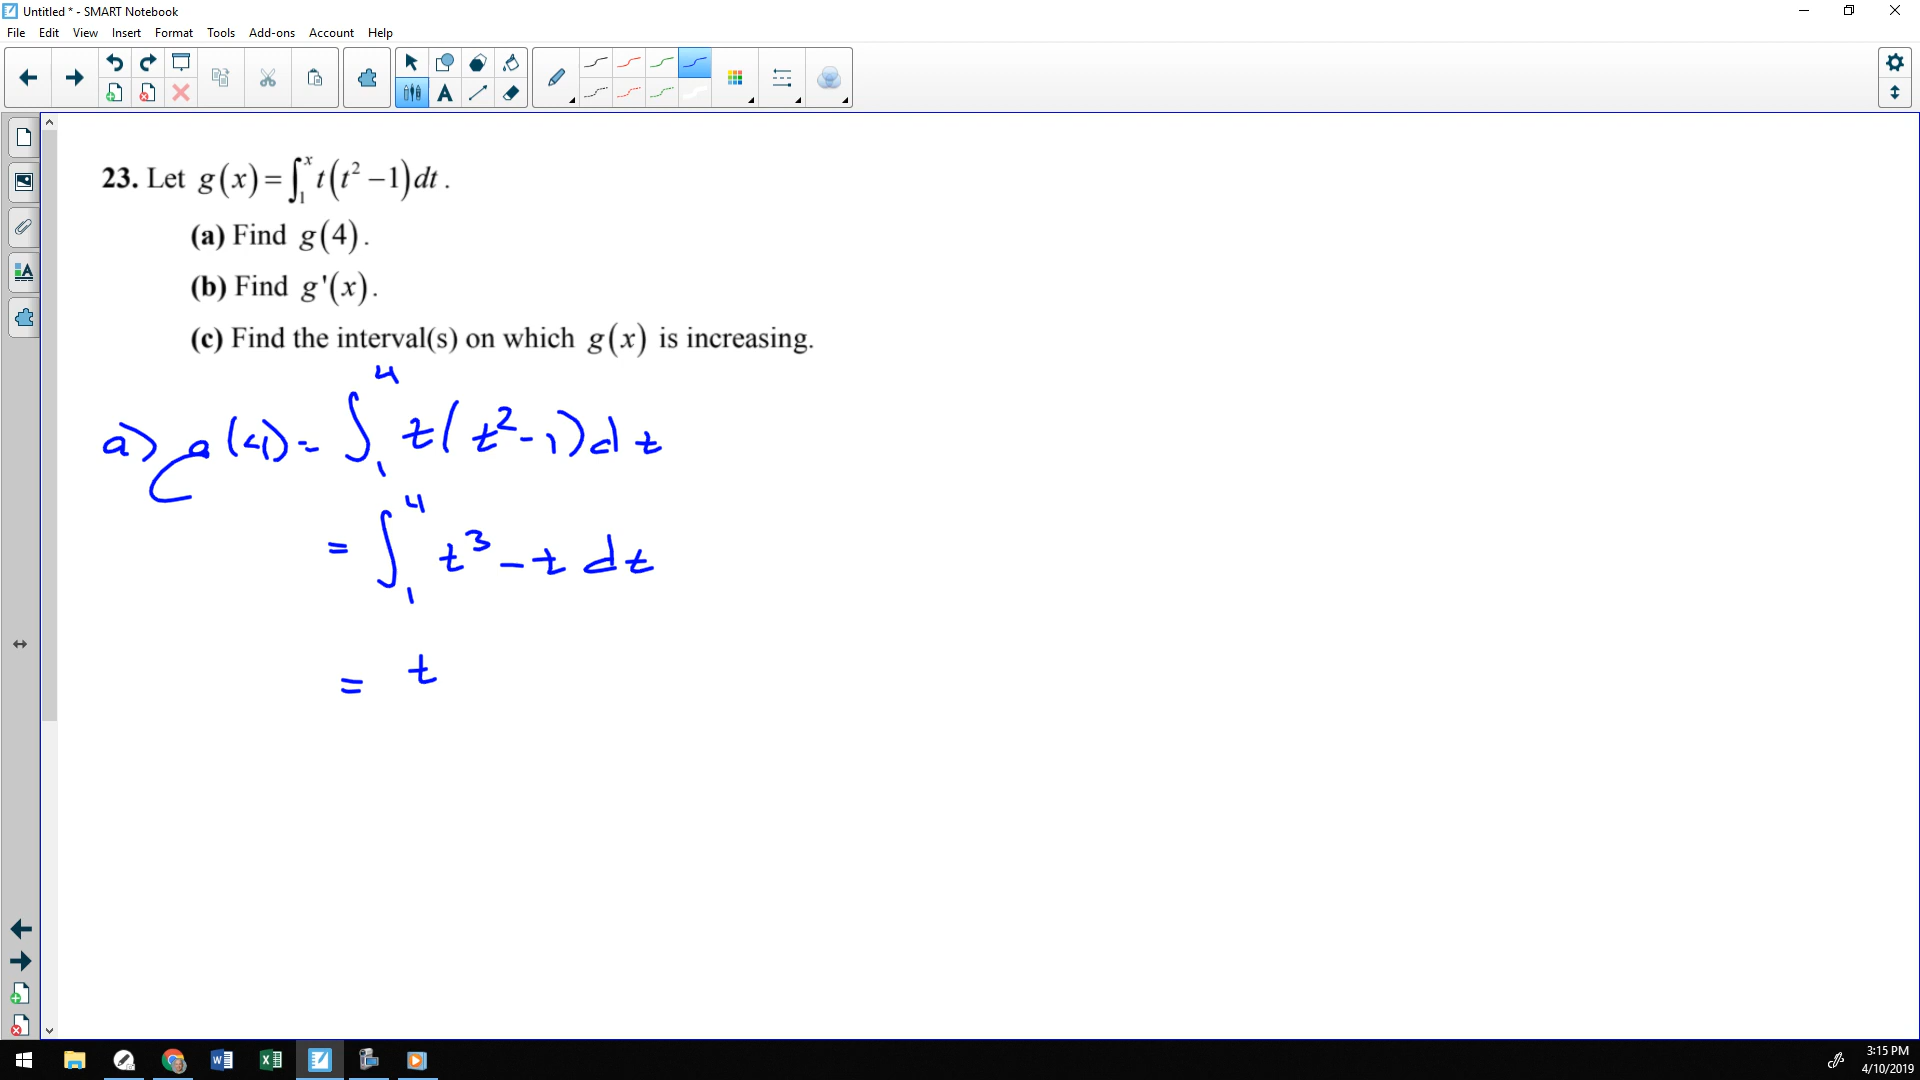 Untitled * - SMART Notebook
File Edit View Insert Format Tools Add-ons Account Help
23. Let g(x)=∫₁ˣ t(t²−1)dt.
(a) Find g(4).
(b) Find g'(x).
(c) Find the interval(s) on which g(x) is increasing.
a) g(4)= ∫₁⁴ t(t²-1)dt
= ∫₁⁴ t³-t dt
= t
3:15 PM
4/10/2019